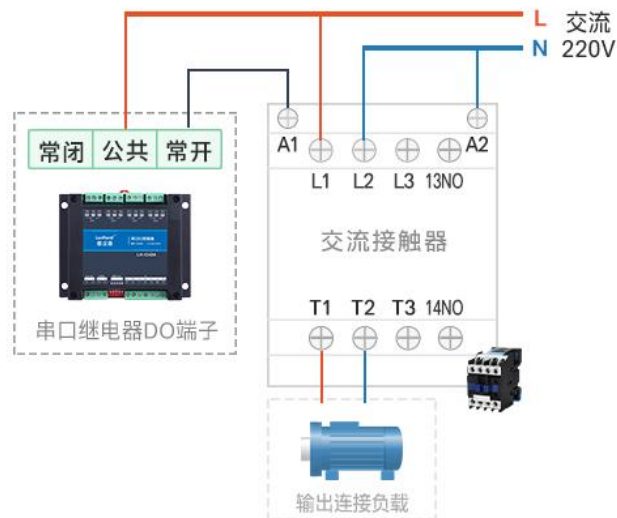 L 交流
N 220V
常闭 公共 常开
A1 A2
L1 L2 L3 13NO
交流接触器
串口继电器DO端子
T1 T2 T3 14NO
输出连接负载